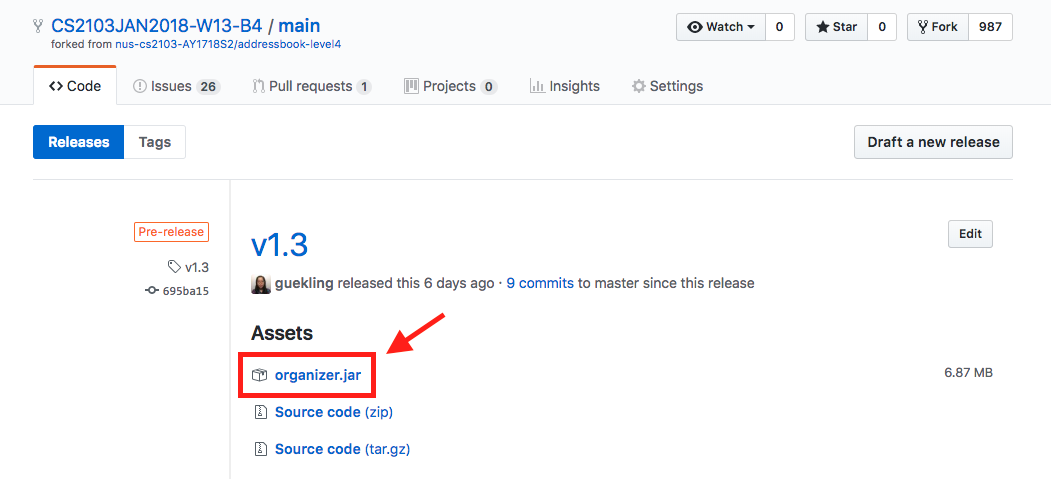 CS2103JAN2018-W13-B4 / main
Watch 0 Star 0 Fork 987
forked from nus-cs2103-AY1718S2/addressbook-level4
Code Issues 26 Pull requests 1 Projects 0 Insights Settings
Releases Tags Draft a new release
Pre-release
v1.3 Edit
v1.3
guekling released this 6 days ago · 9 commits to master since this release
695ba15
Assets
organizer.jar 6.87 MB
Source code (zip)
Source code (tar.gz)